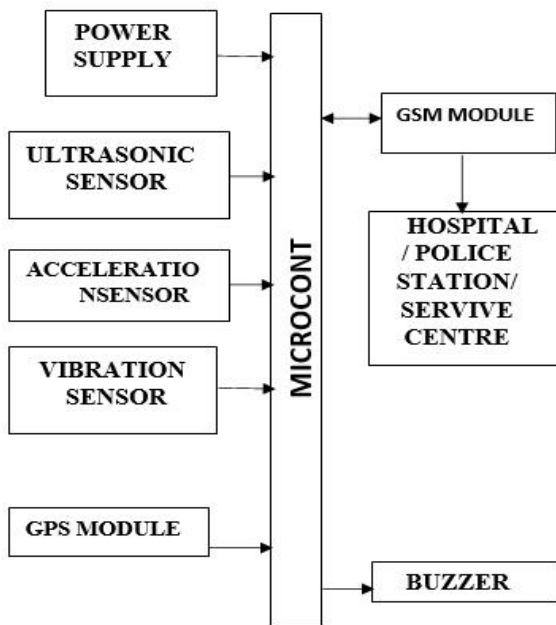 POWER
SUPPLY
ULTRASONIC
SENSOR
ACCELERATIO
NSENSOR
VIBRATION
SENSOR
GPS MODULE
MICROCONT
GSM MODULE
HOSPITAL
/ POLICE
STATION/
SERVIVE
CENTRE
BUZZER